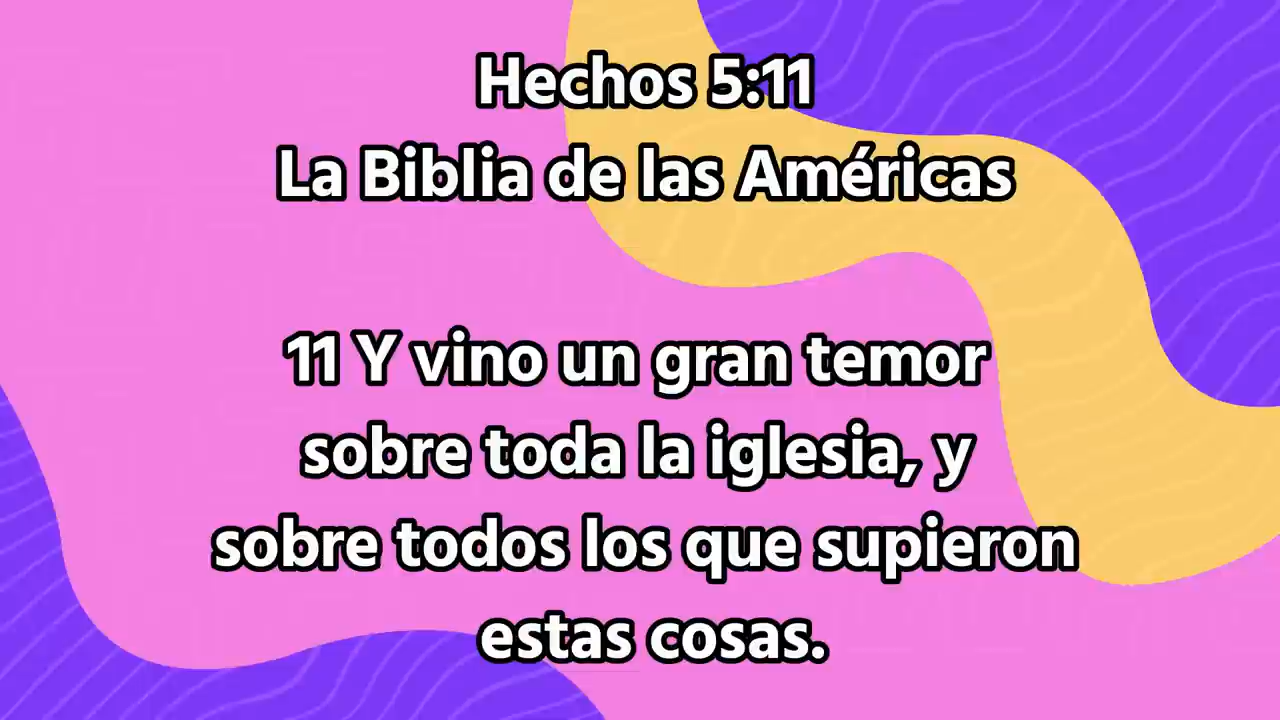 Hechos 5:11
La Biblia de las Américas
11 Y vino un gran temor
sobre toda la iglesia, y
sobre todos los que supieron
estas cosas.